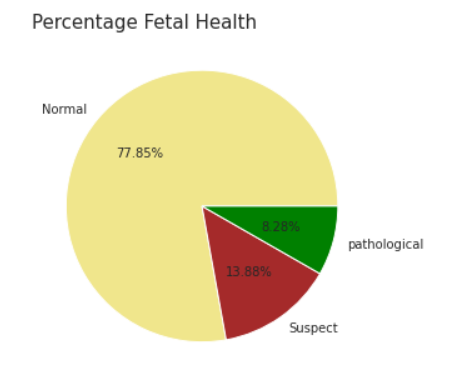 Percentage Fetal Health
Normal
77.85%
8.28%
pathological
13.88%
Suspect